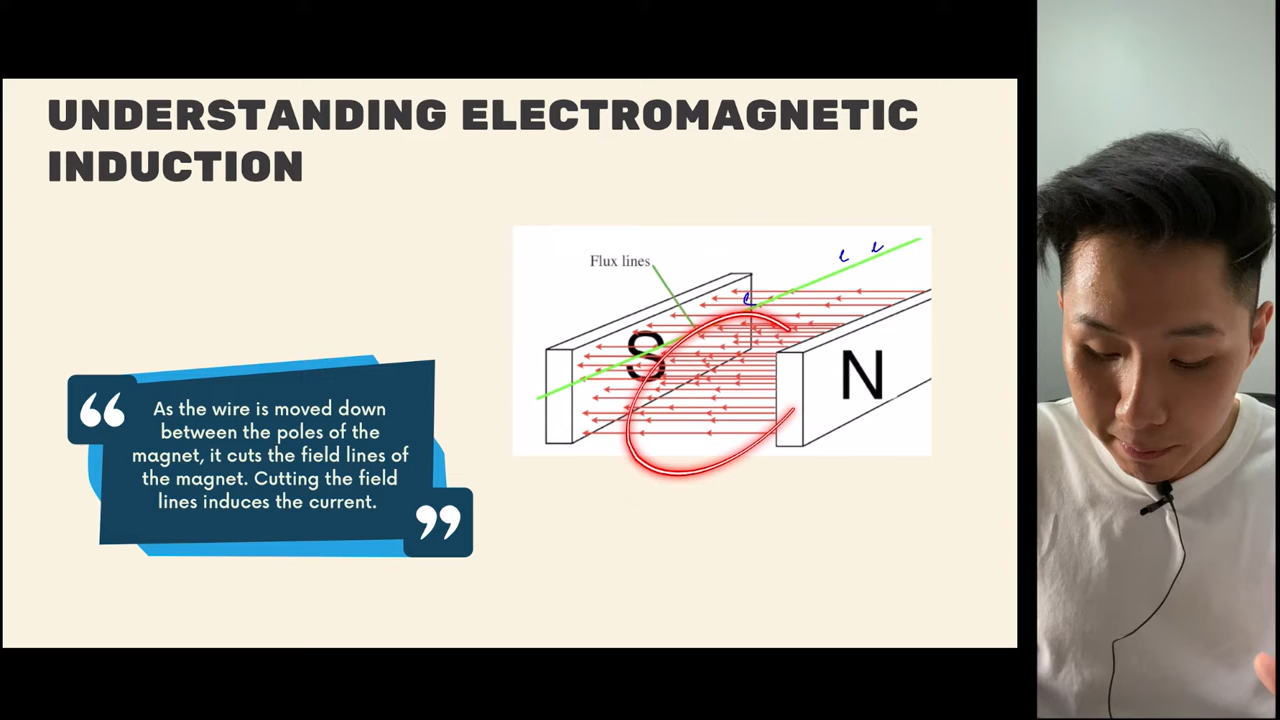 UNDERSTANDING ELECTROMAGNETIC
INDUCTION
Flux lines
e e
e
S
N
“
As the wire is moved down
between the poles of the
magnet, it cuts the field lines of
the magnet. Cutting the field
lines induces the current.
”